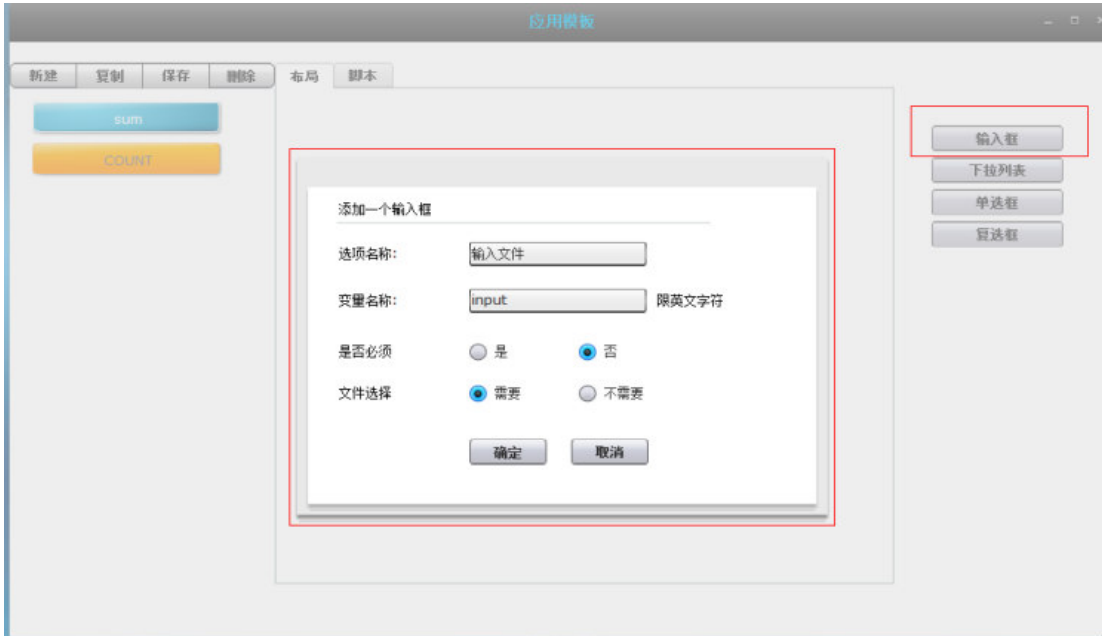 应用模板
新建 复制 保存 删除 布局 脚本
sum
COUNT
输入框
下拉列表
单选框
复选框
添加一个输入框
选项名称: 输入文件
变量名称: input 限英文字符
是否必须 是 否
文件选择 需要 不需要
确定 取消